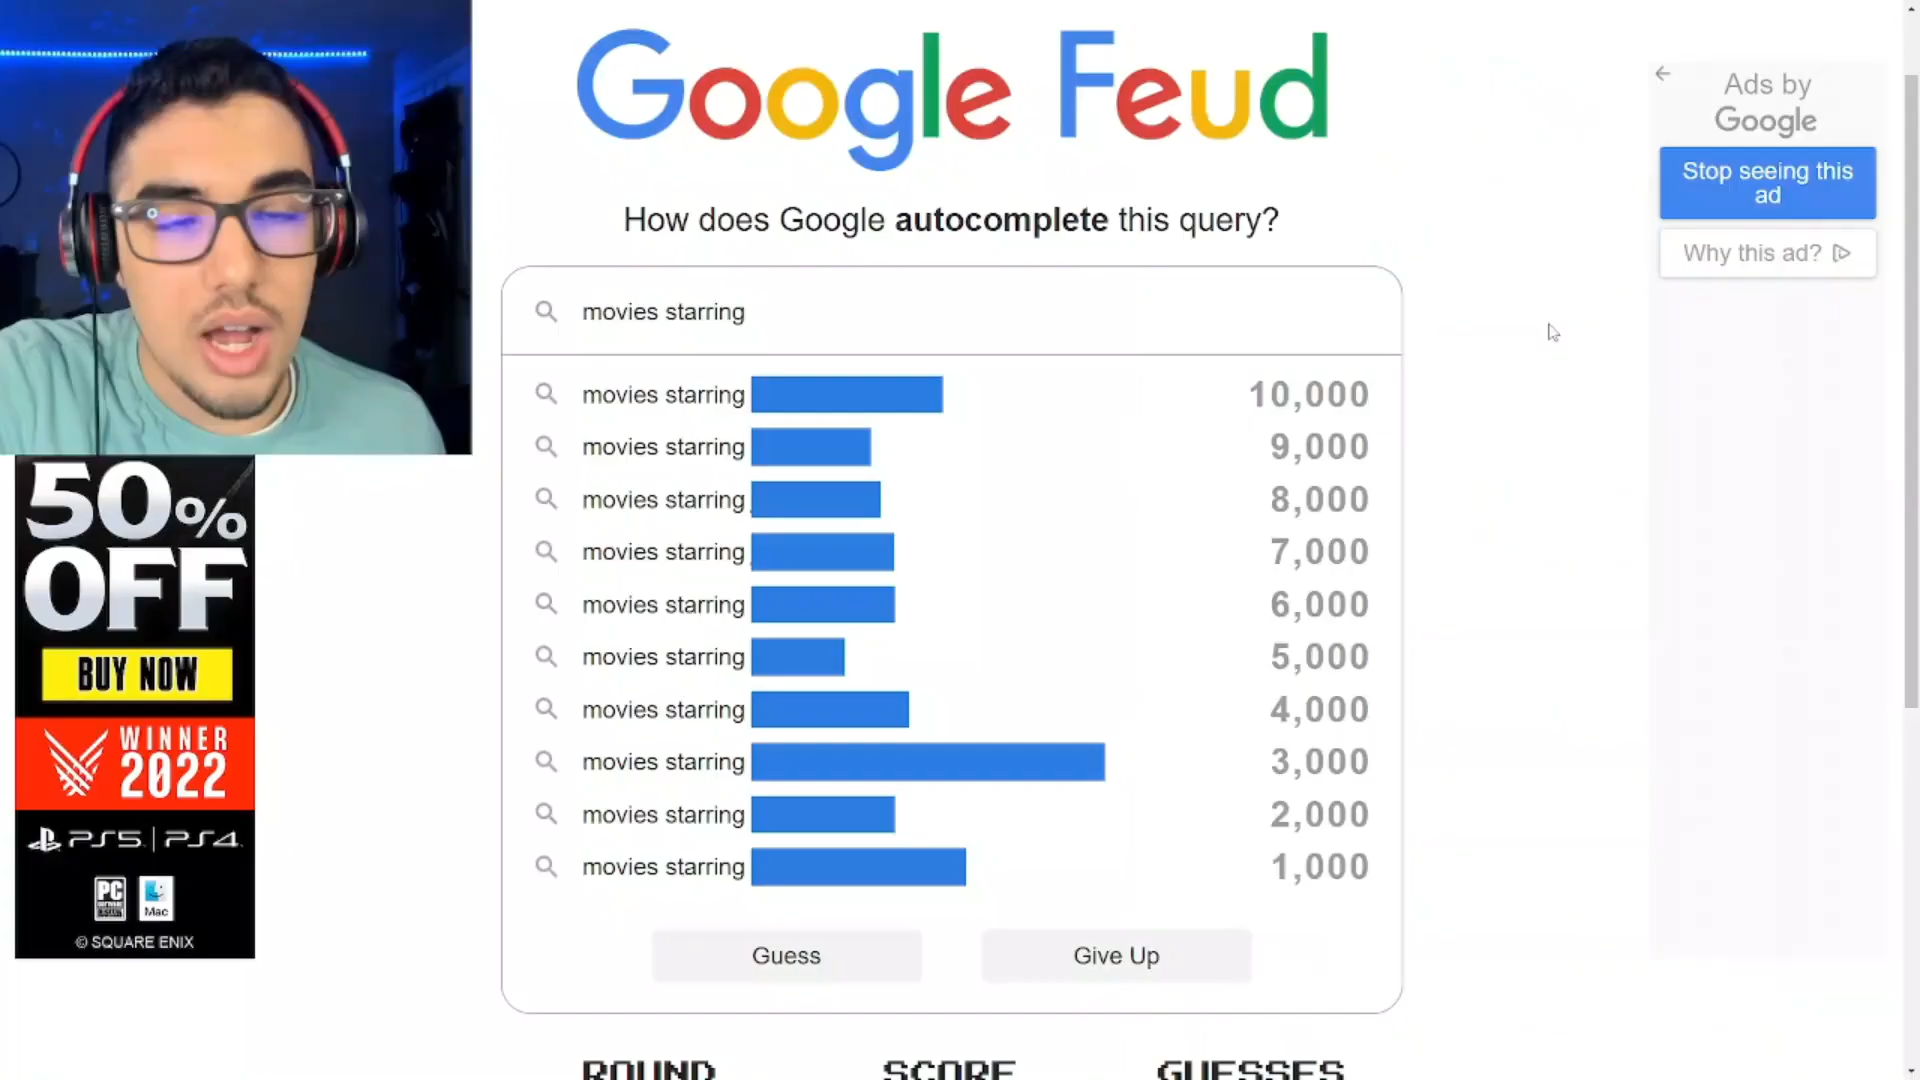 Google Feud
How does Google autocomplete this query?
movies starring
movies starring 10,000
movies starring 9,000
movies starring 8,000
movies starring 7,000
movies starring 6,000
movies starring 5,000
movies starring 4,000
movies starring 3,000
movies starring 2,000
movies starring 1,000
Guess Give Up
ROUND SCORE GUESSES
Ads by
Google
Stop seeing this
ad
Why this ad?
50%
OFF
BUY NOW
WINNER
2022
PS5 | PS4
PC
Mac
© SQUARE ENIX